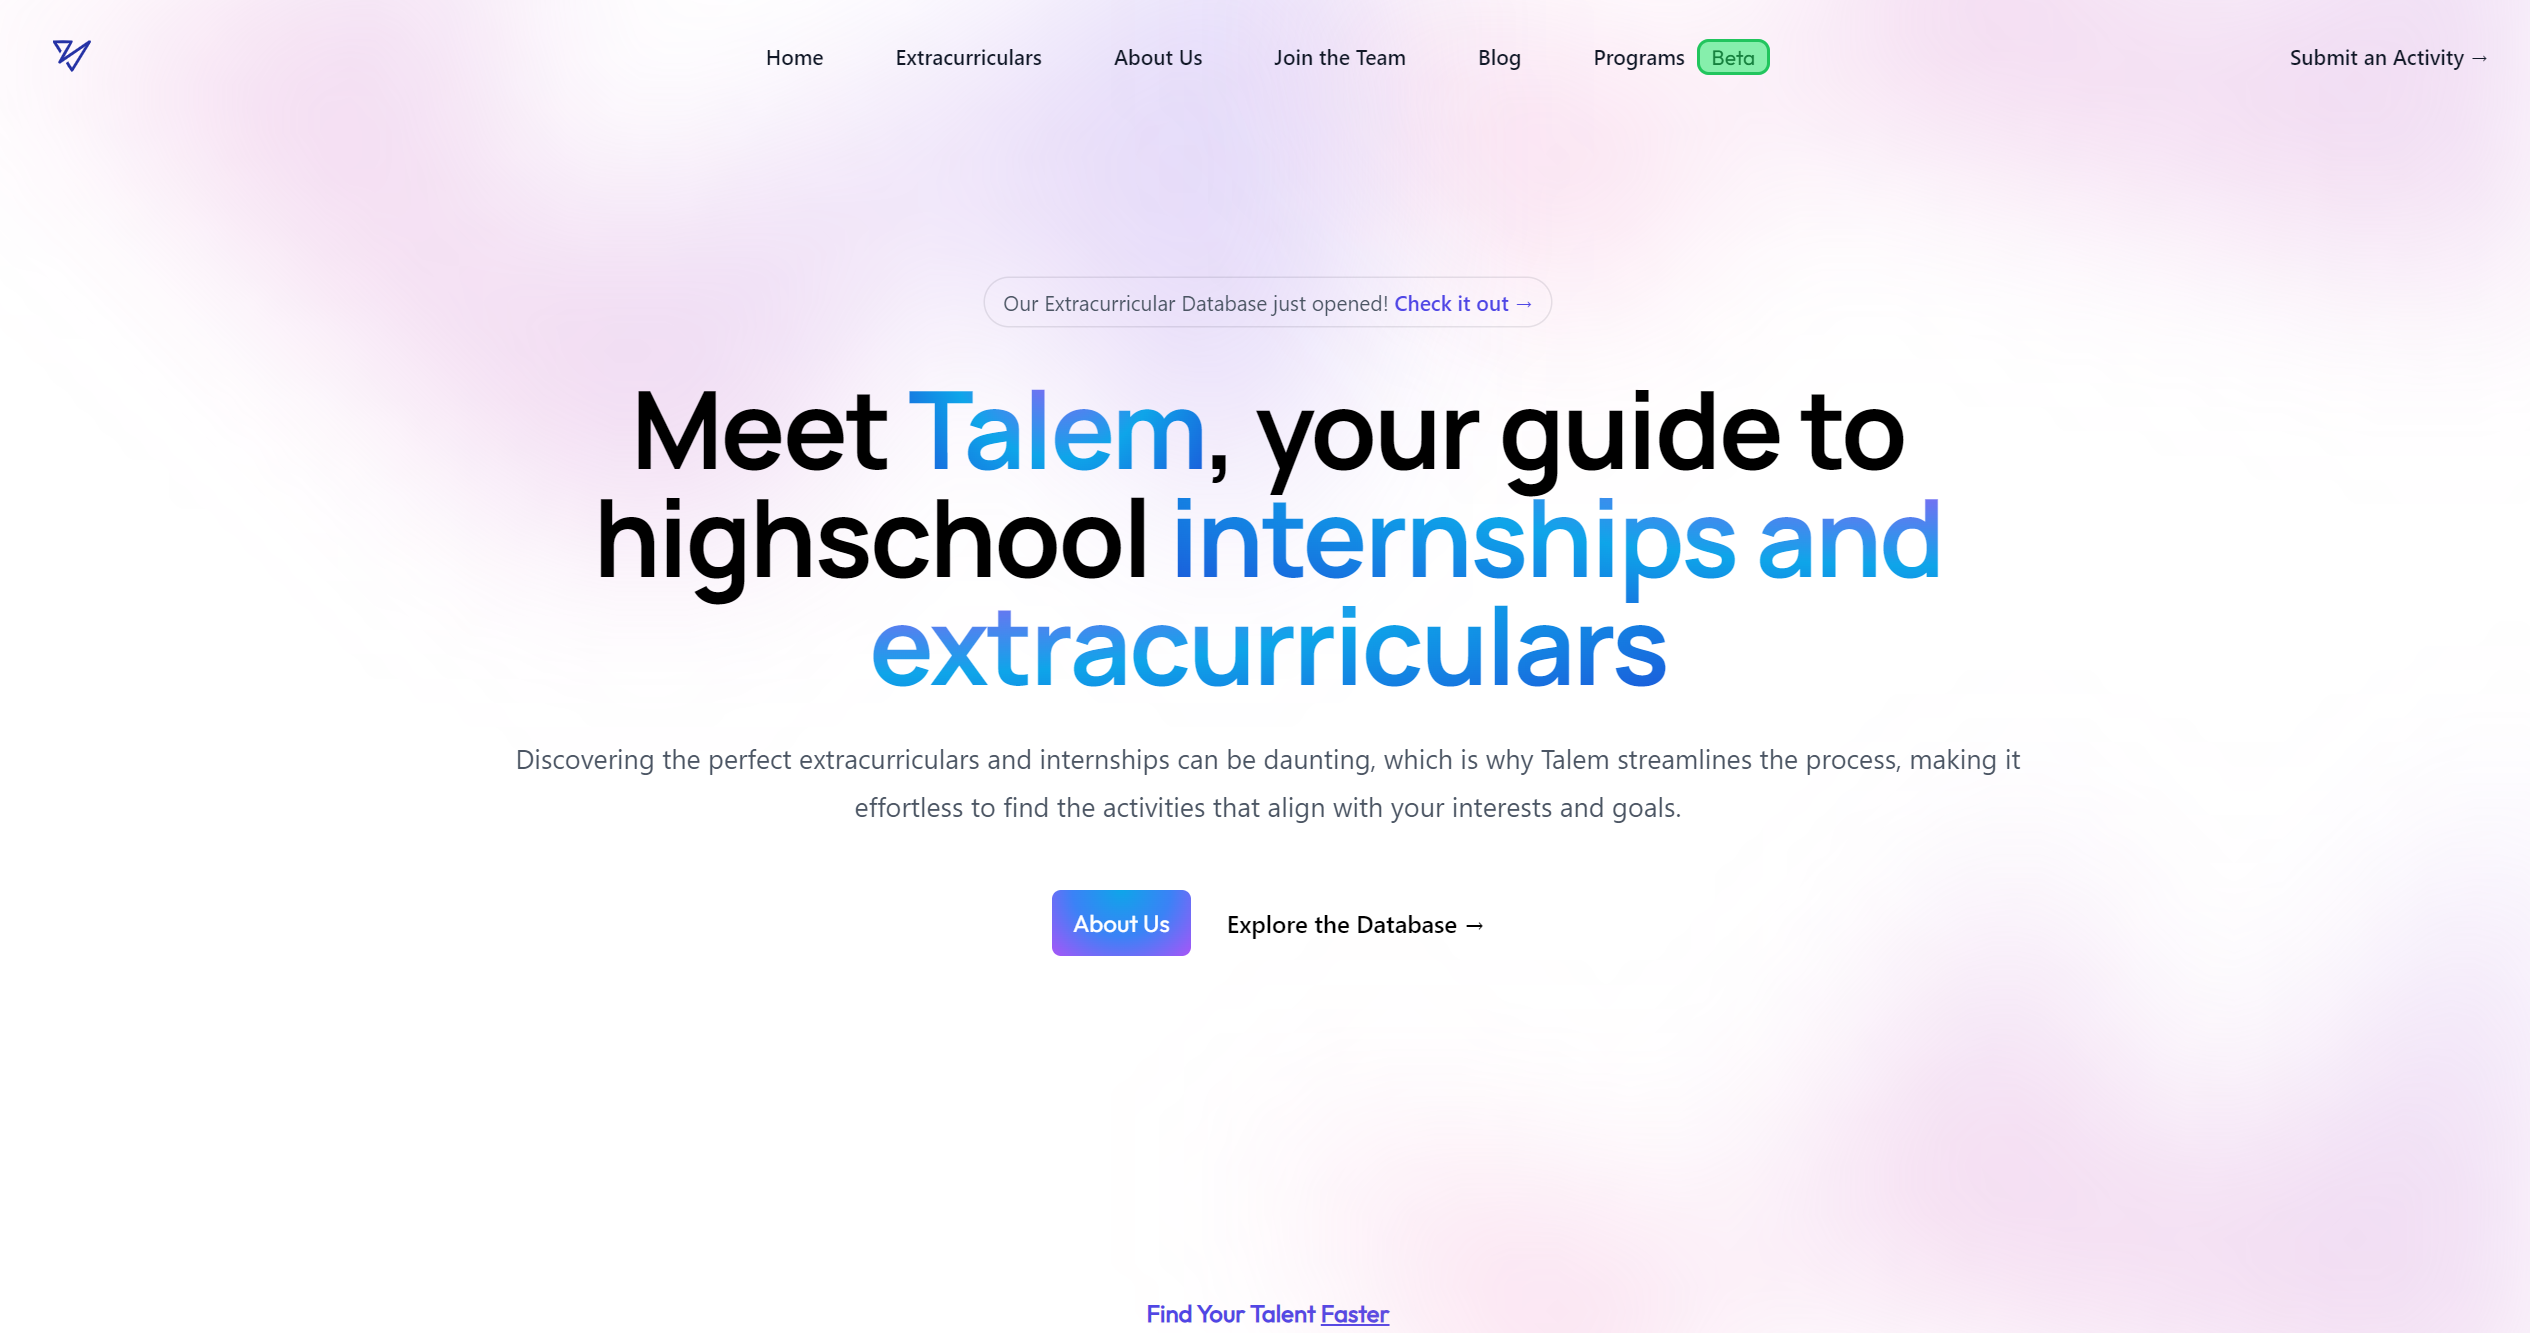 Home Extracurriculars About Us Join the Team Blog Programs Beta Submit an Activity →
Our Extracurricular Database just opened! Check it out →
Meet Talem, your guide to
highschool internships and
extracurriculars
Discovering the perfect extracurriculars and internships can be daunting, which is why Talem streamlines the process, making it
effortless to find the activities that align with your interests and goals.
About Us Explore the Database →
Find Your Talent Faster